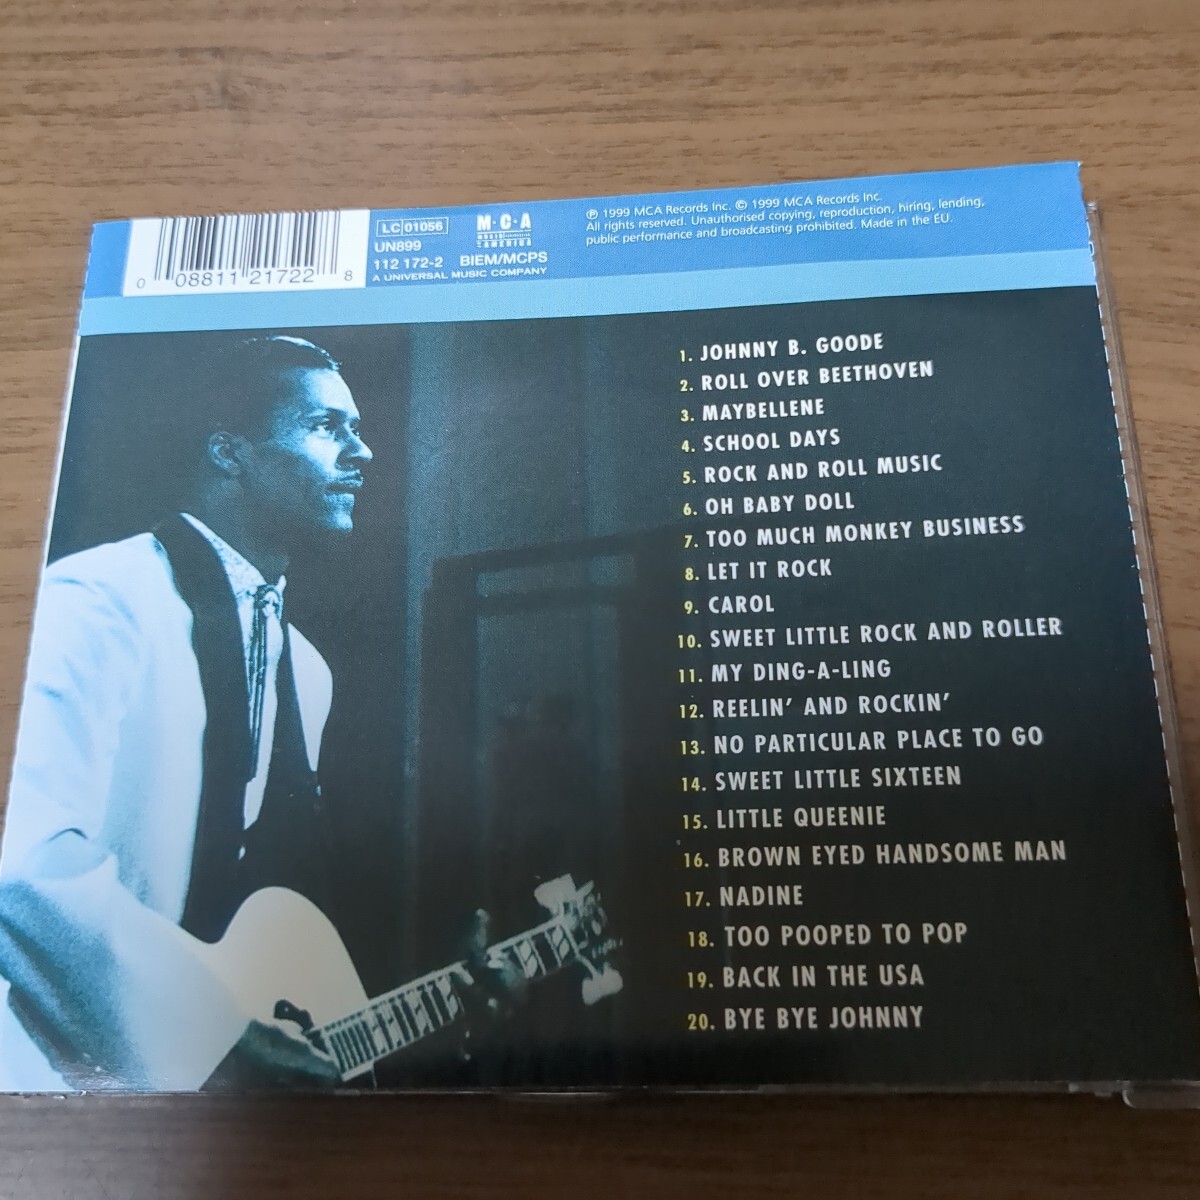 0 08811 21722 8
LC 01056
UN899
112 172-2 BIEM/MCPS
A UNIVERSAL MUSIC COMPANY
M·C·A
MUSIC
AMERICA
℗ 1999 MCA Records Inc. © 1999 MCA Records Inc.
All rights reserved. Unauthorised copying, reproduction, hiring, lending,
public performance and broadcasting prohibited. Made in the EU.
1. JOHNNY B. GOODE
2. ROLL OVER BEETHOVEN
3. MAYBELLENE
4. SCHOOL DAYS
5. ROCK AND ROLL MUSIC
6. OH BABY DOLL
7. TOO MUCH MONKEY BUSINESS
8. LET IT ROCK
9. CAROL
10. SWEET LITTLE ROCK AND ROLLER
11. MY DING-A-LING
12. REELIN' AND ROCKIN'
13. NO PARTICULAR PLACE TO GO
14. SWEET LITTLE SIXTEEN
15. LITTLE QUEENIE
16. BROWN EYED HANDSOME MAN
17. NADINE
18. TOO POOPED TO POP
19. BACK IN THE USA
20. BYE BYE JOHNNY